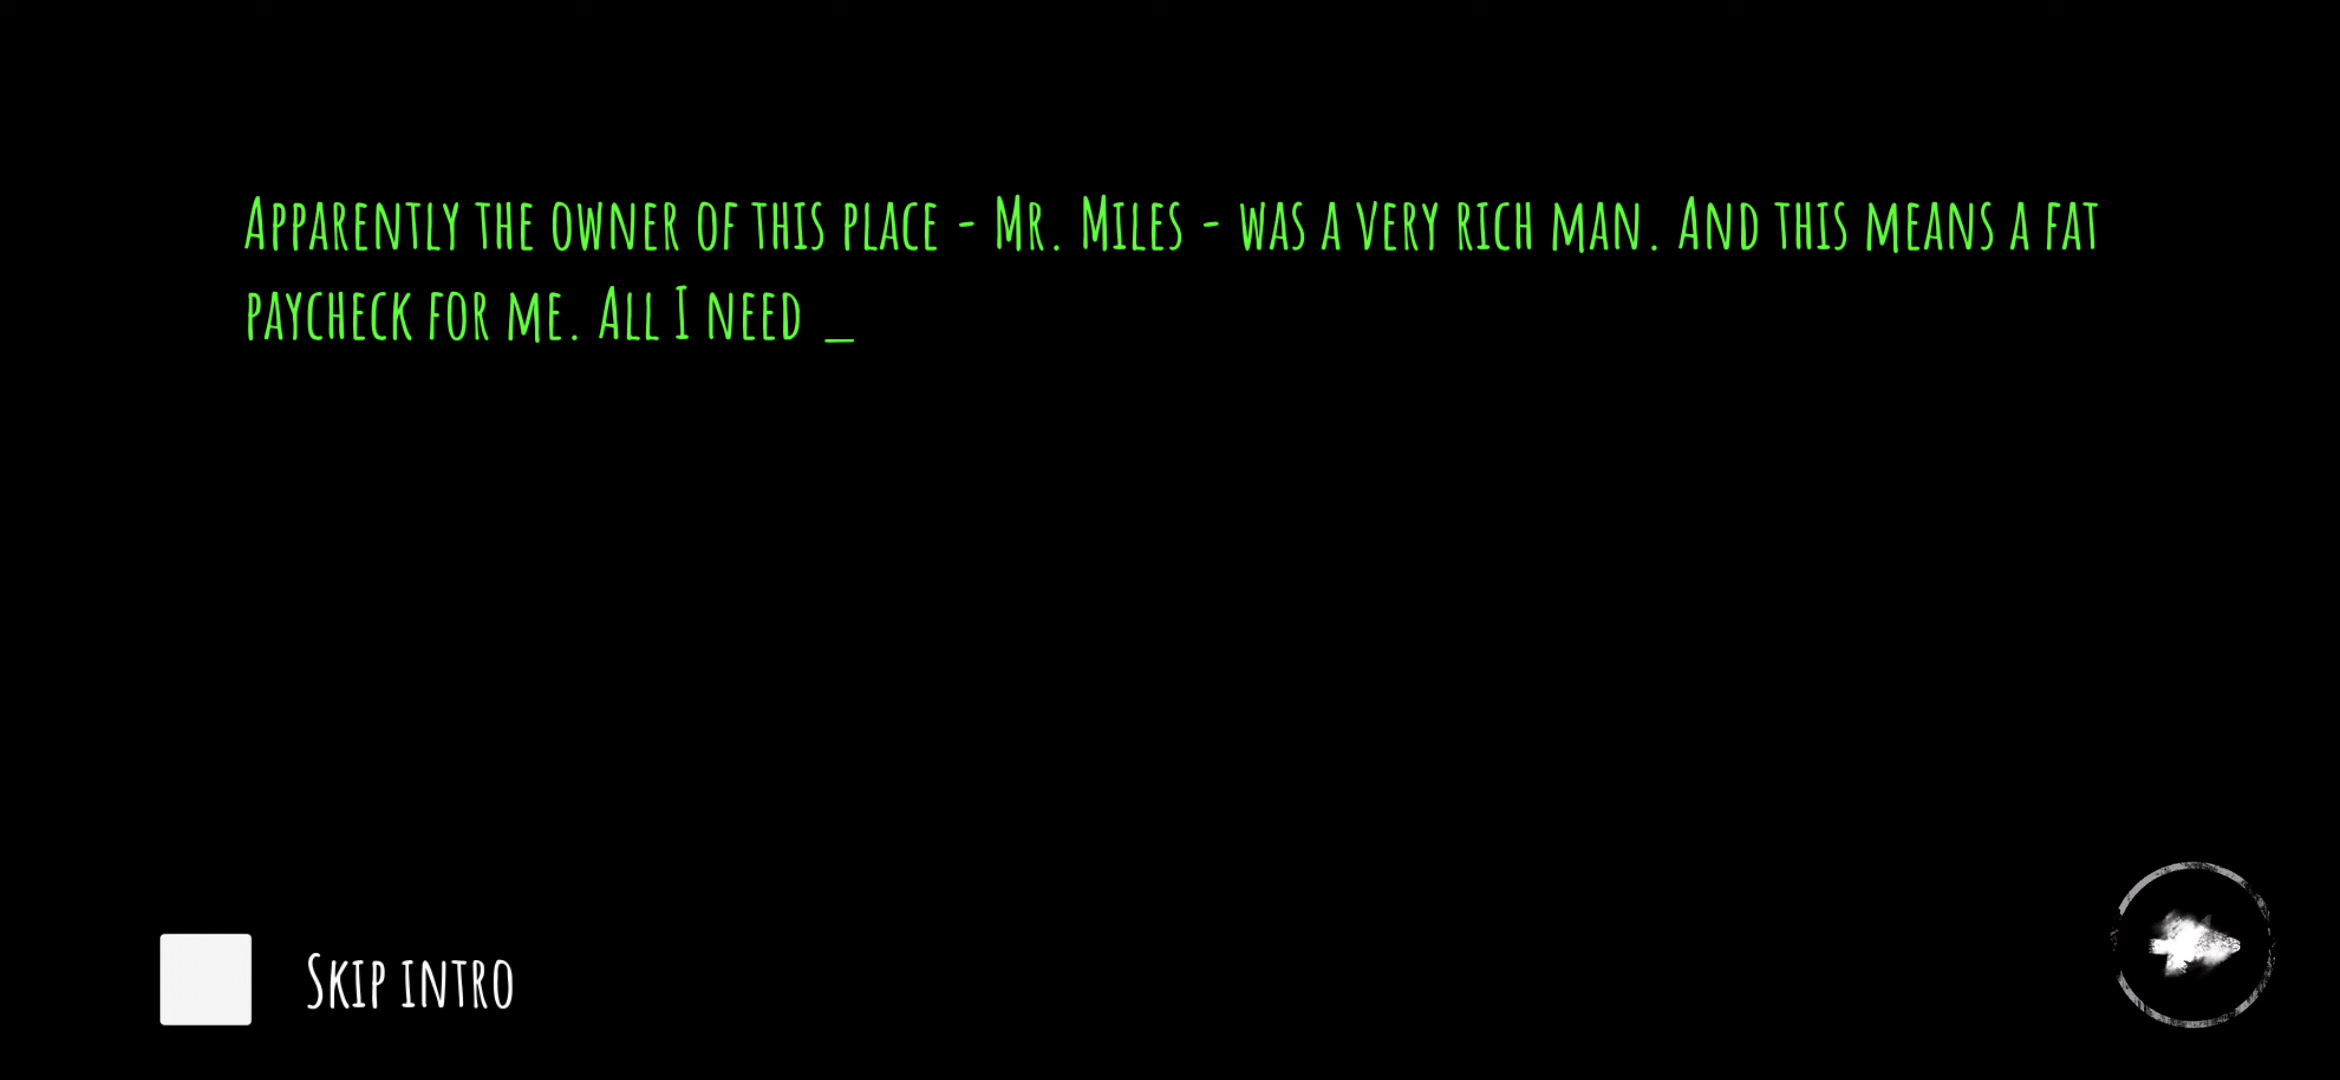 Apparently the owner of this place - Mr. Miles - was a very rich man. And this means a fat
paycheck for me. All I need _
Skip intro